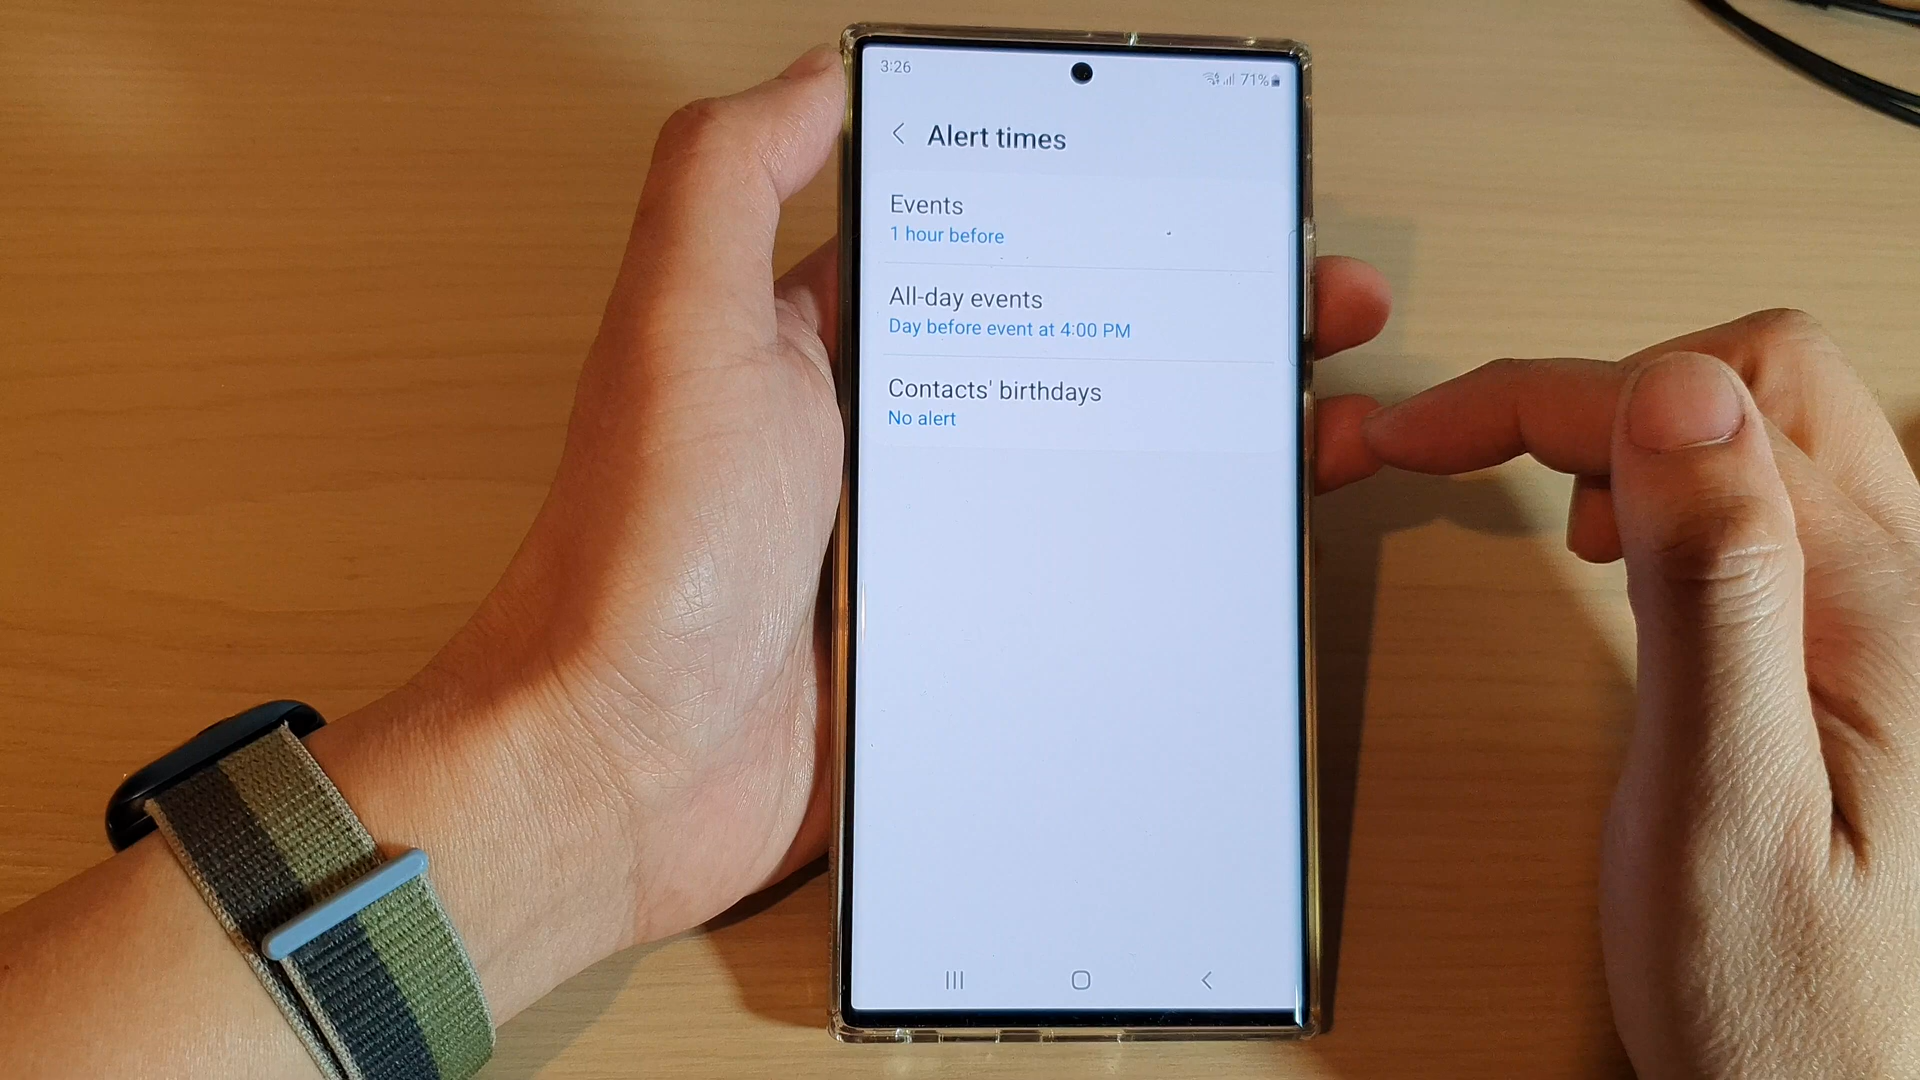 3:26
71%
Alert times
Events
1 hour before
All-day events
Day before event at 4:00 PM
Contacts' birthdays
No alert